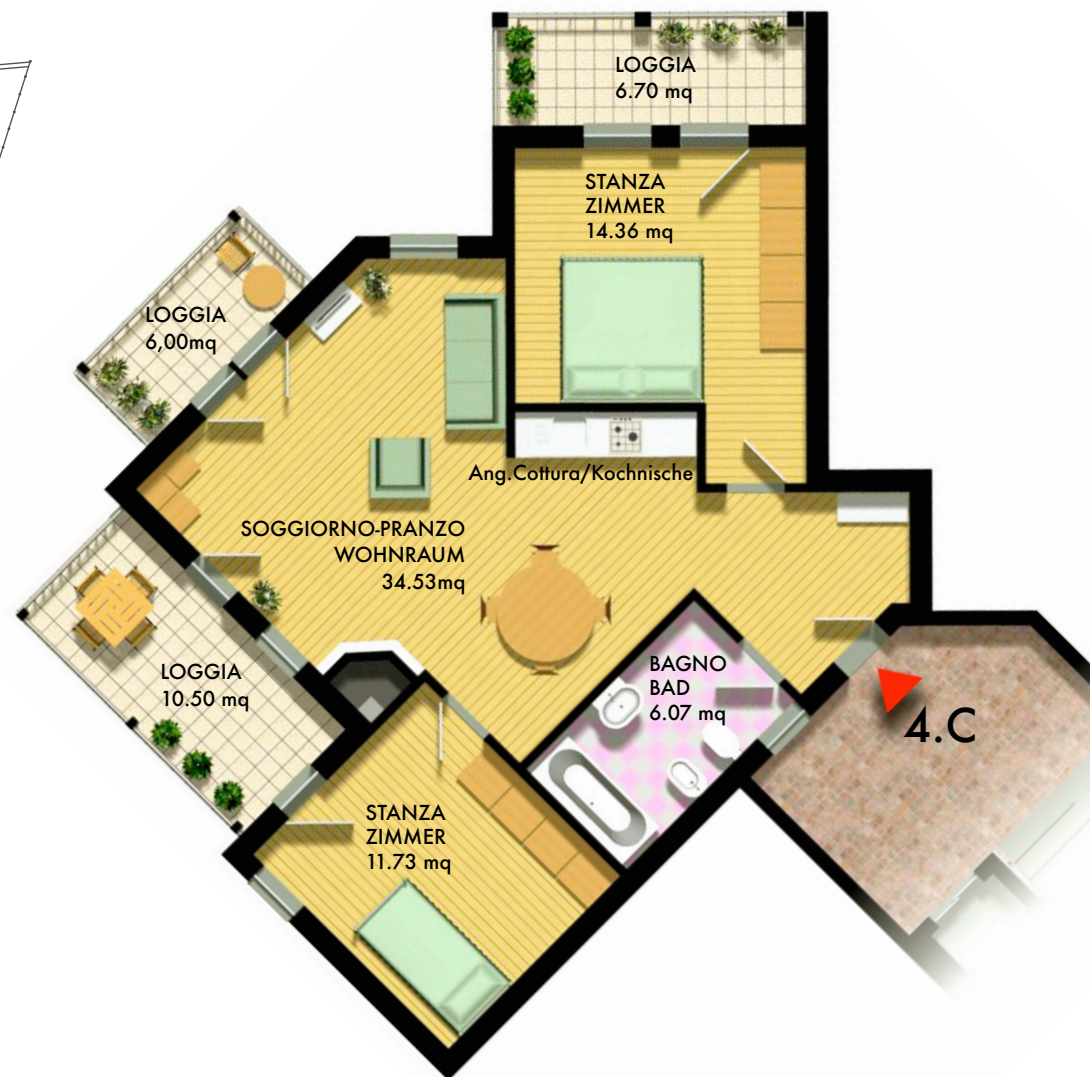 LOGGIA
6.70 mq
STANZA
ZIMMER
14.36 mq
LOGGIA
6,00mq
Ang.Cottura/Kochnische
SOGGIORNO-PRANZO
WOHNRAUM
34.53mq
LOGGIA
10.50 mq
BAGNO
BAD
6.07 mq
4.C
STANZA
ZIMMER
11.73 mq